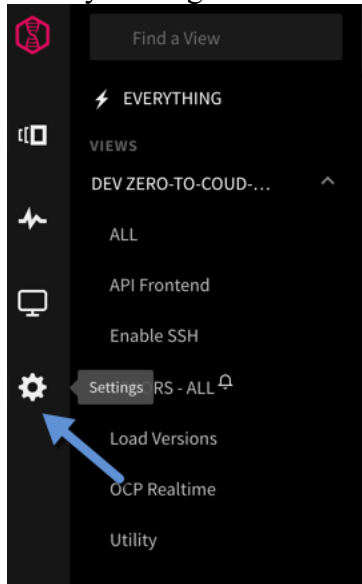 Find a View
EVERYTHING
VIEWS
DEV ZERO-TO-COUD-...
ALL
API Frontend
Enable SSH
Settings RS - ALL
Load Versions
OCP Realtime
Utility